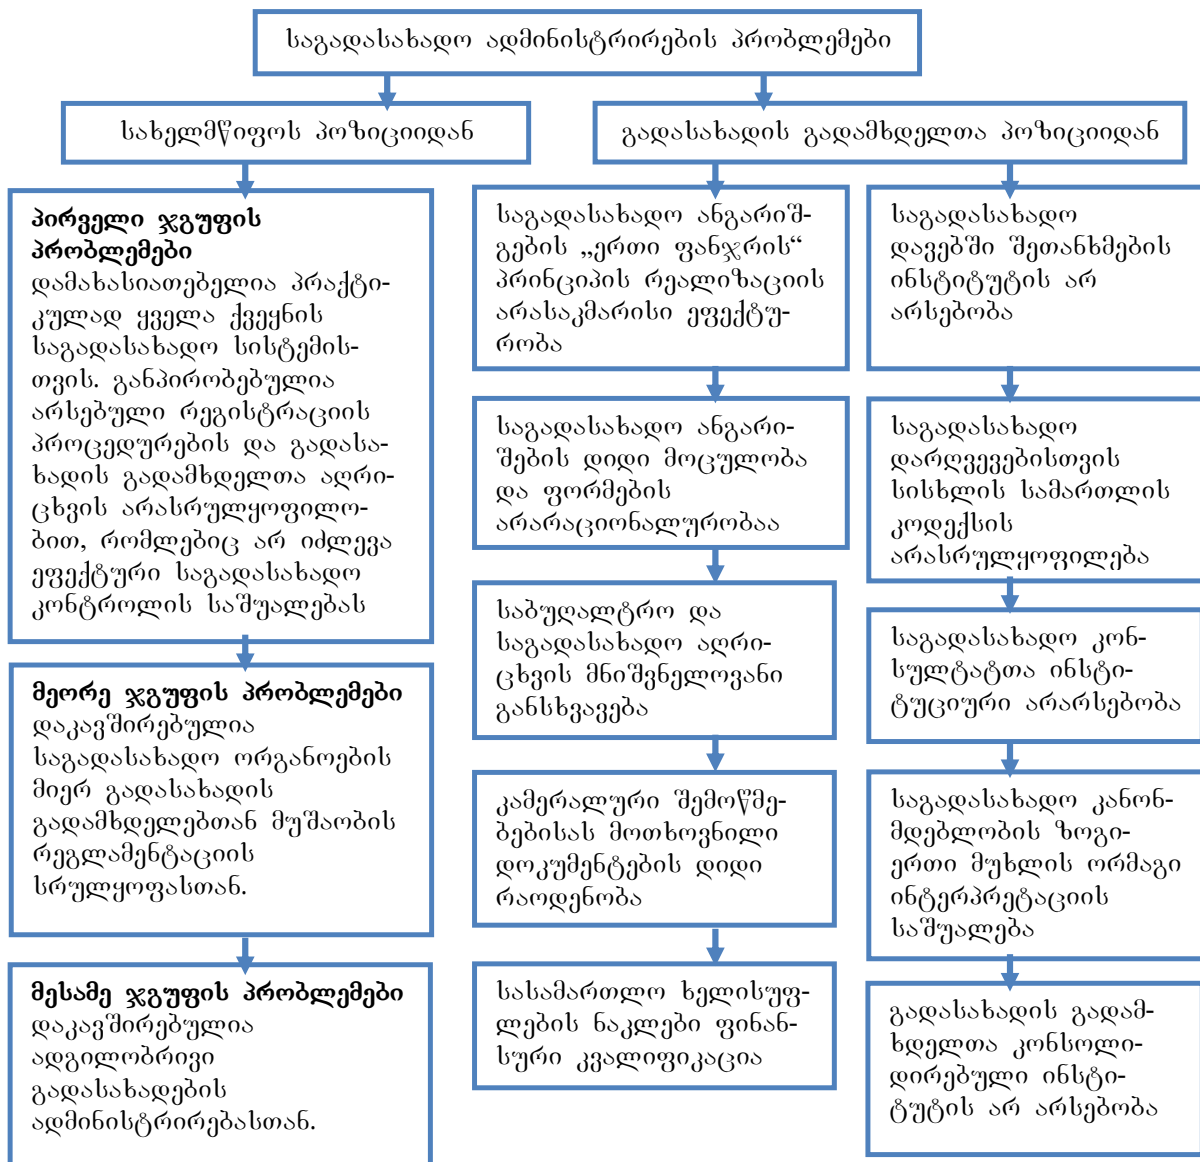 საგადასახადო ადმინისტრირების პრობლემები
სახელმწიფოს პოზიციიდან
გადასახადის გადამხდელთა პოზიციიდან
პირველი ჯგუფის
პრობლემები
დამახასიათებელია პრაქტი-
კულად ყველა ქვეყნის
საგადასახადო სისტემის-
თვის. განპირობებულია
არსებული რეგისტრაციის
პროცედურების და გადასა-
ხადის გადამხდელთა აღრი-
ცხვის არასრულყოფილო-
ბით, რომლებიც არ იძლევა
ეფექტური საგადასახადო
კონტროლის საშუალებას
მეორე ჯგუფის პრობლემები
დაკავშირებულია
საგადასახადო ორგანოების
მიერ გადასახადის
გადამხდელებთან მუშაობის
რეგლამენტაციის
სრულყოფასთან.
მესამე ჯგუფის პრობლემები
დაკავშირებულია
ადგილობრივი
გადასახადების
ადმინისტრირებასთან.
საგადასახადო ანგარიშ-
გების „ერთი ფანჯრის“
პრინციპის რეალიზაციის
არასაკმარისი ეფექტუ-
რობა
საგადასახადო ანგარი-
შების დიდი მოცულობა
და ფორმების
არარაციონალურობაა
საბუღალტრო და
საგადასახადო აღრი-
ცხვის მნიშვნელოვანი
განსხვავება
კამერალური შემოწმე-
ბებისას მოთხოვნილი
დოკუმენტების დიდი
რაოდენობა
სასამართლო ხელისუფ-
ლების ნაკლები ფინან-
სური კვალიფიკაცია
საგადასახადო
დავებში შეთანხმების
ინსტიტუტის არ
არსებობა
საგადასახადო
დარღვევებისთვის
სისხლის სამართლის
კოდექსის
არასრულყოფილება
საგადასახადო კონ-
სულტატთა ინსტი-
ტუციური არარსებობა
საგადასახადო კანონ-
მდებლობის ზოგი-
ერთი მუხლის ორმაგი
ინტერპრეტაციის
საშუალება
გადასახადის გადამ-
ხდელთა კონსოლი-
დირებული ინსტი-
ტუტის არ არსებობა